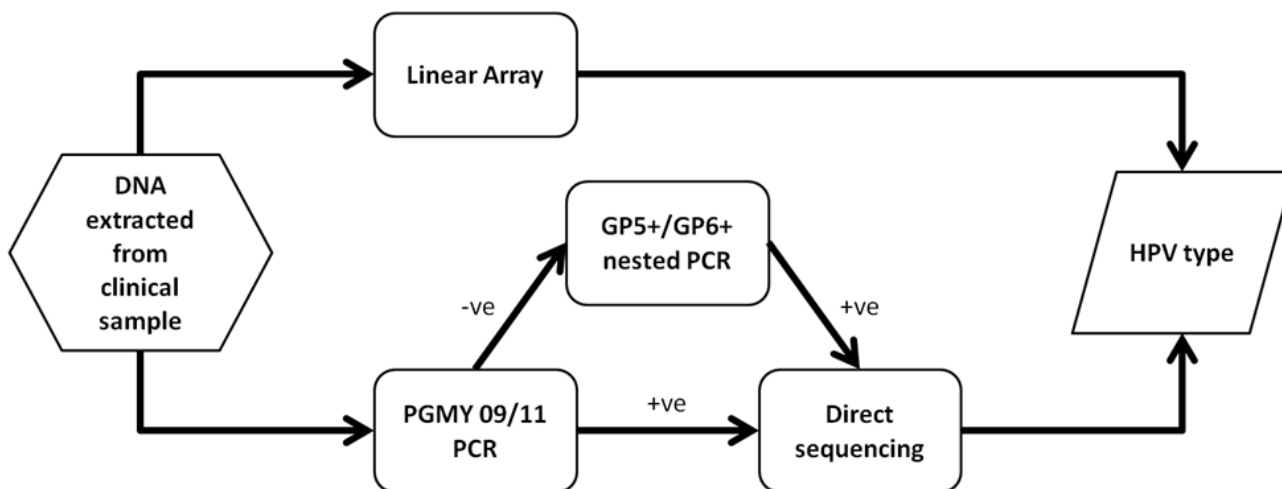 Linear Array
DNA
extracted
from
clinical
sample
GP5+/GP6+
nested PCR
HPV type
-ve
+ve
PGMY 09/11
PCR
+ve
Direct
sequencing